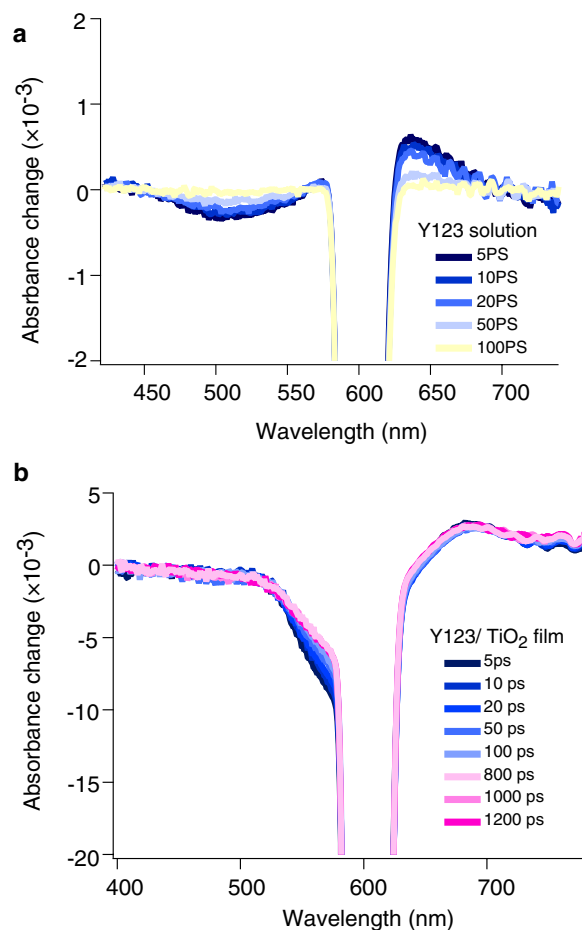 a
2
1
0
-1
-2
Absrbance change (×10-3)
Y123 solution
5PS
10PS
20PS
50PS
100PS
450 500 550 600 650 700
Wavelength (nm)
b
5
0
-5
-10
-15
-20
Absorbance change (×10-3)
Y123/ TiO2 film
5ps
10 ps
20 ps
50 ps
100 ps
800 ps
1000 ps
1200 ps
400 500 600 700
Wavelength (nm)